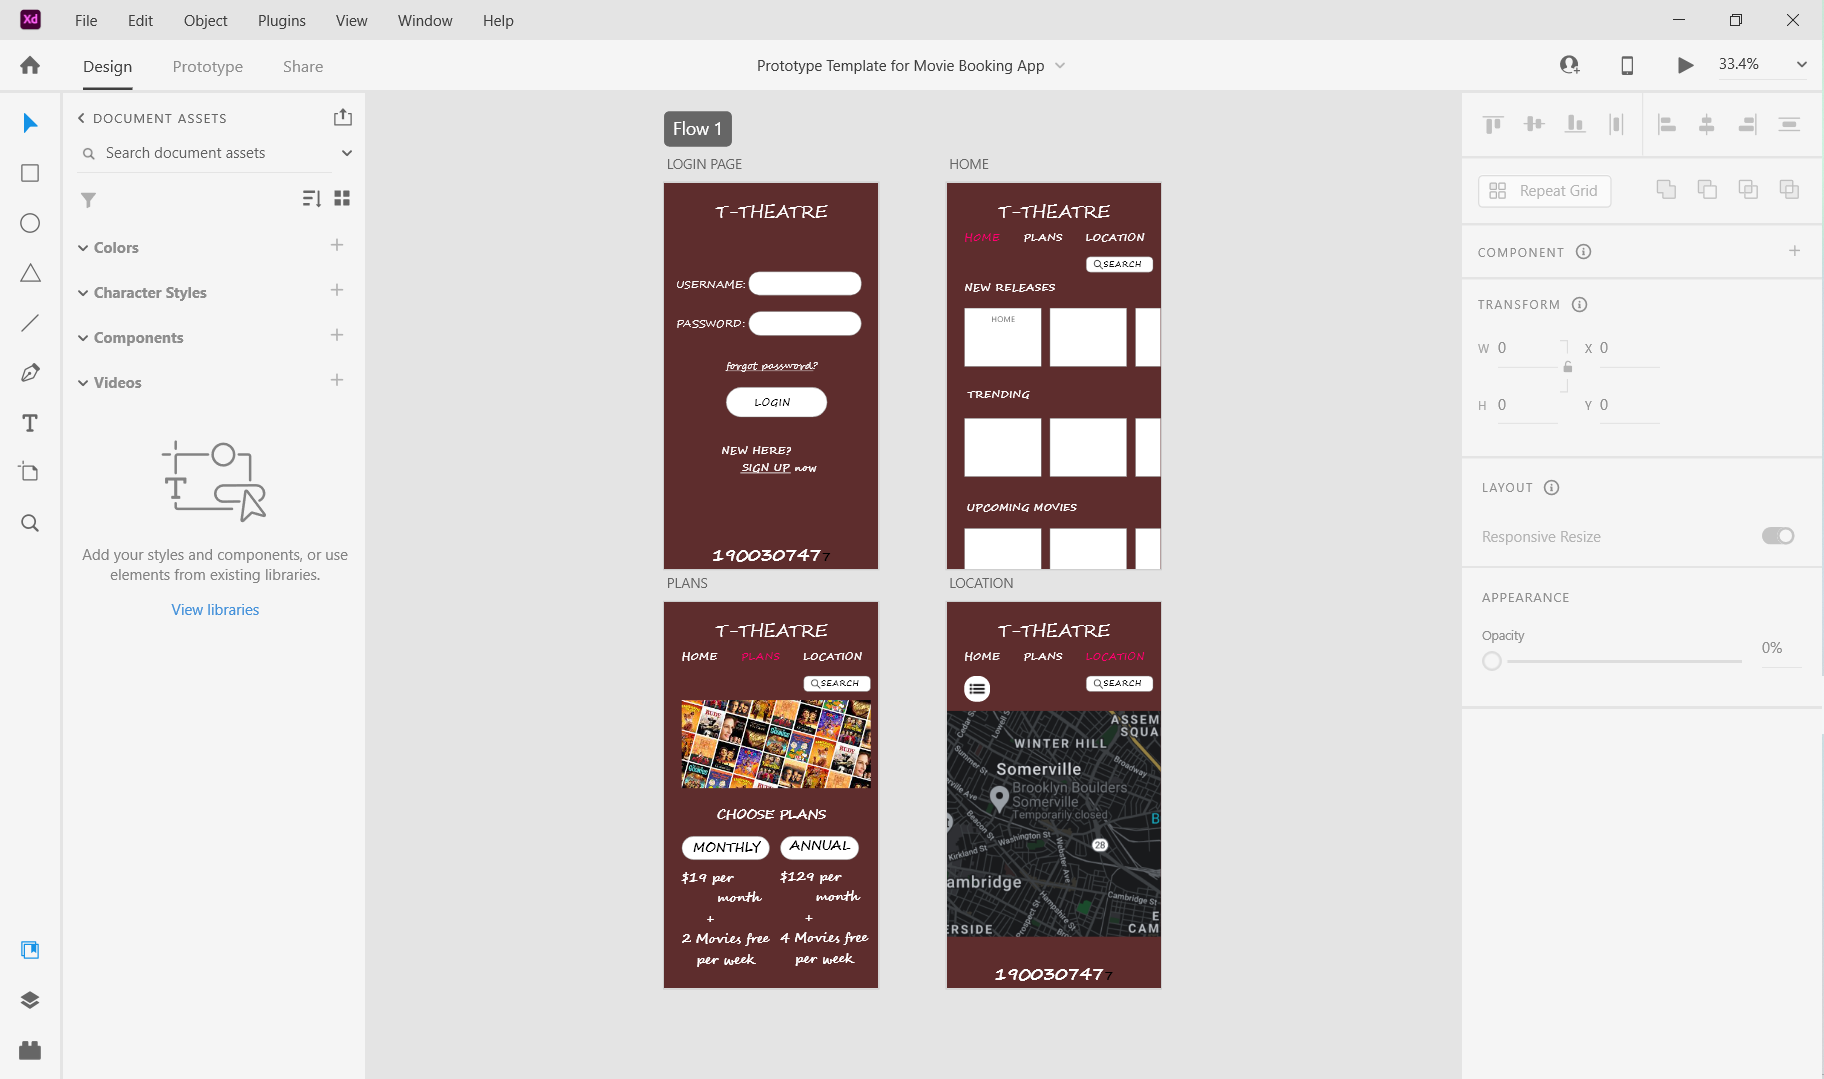 Xd File Edit Object Plugins View Window Help
Design Prototype Share
Prototype Template for Movie Booking App
33.4%
DOCUMENT ASSETS
Search document assets
Colors
Character Styles
Components
Videos
Add your styles and components, or use
elements from existing libraries.
View libraries
Flow 1
LOGIN PAGE
T-THEATRE
USERNAME:
PASSWORD:
forgot password?
LOGIN
NEW HERE?
SIGN UP now
190030747 7
HOME
T-THEATRE
HOME PLANS LOCATION
SEARCH
NEW RELEASES
HOME
TRENDING
UPCOMING MOVIES
PLANS
T-THEATRE
HOME PLANS LOCATION
SEARCH
CHOOSE PLANS
MONTHLY ANNUAL
$19 per $129 per
month month
+ +
2 Movies free 4 Movies free
per week per week
LOCATION
T-THEATRE
HOME PLANS LOCATION
SEARCH
ASSEM
SQUA
WINTER HILL
Somerville
Broadway
Brooklyn Boulders
Somerville
Temporarily closed
Washington St
28
Kirkland St
ambridge
Cambridge St
ERSIDE
CAM
190030747 7
Repeat Grid
COMPONENT
TRANSFORM
W 0 X 0
H 0 Y 0
LAYOUT
Responsive Resize
APPEARANCE
Opacity
0%